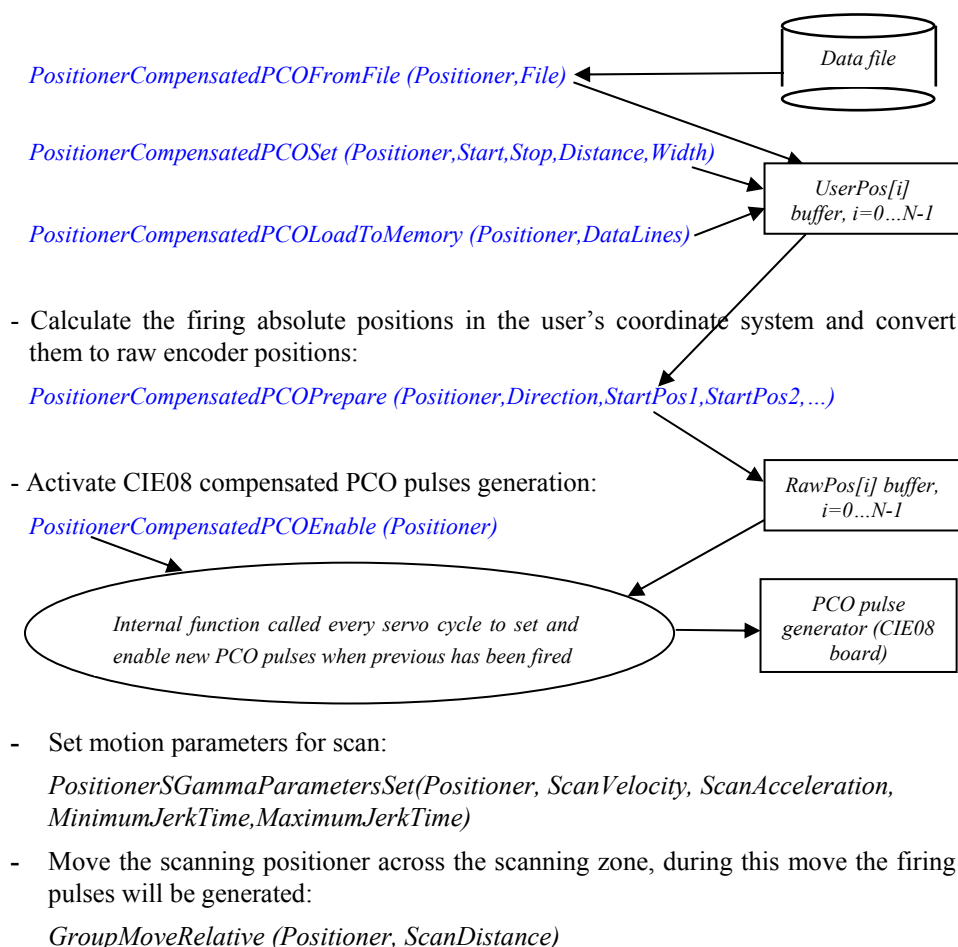 Data file
PositionerCompensatedPCOFromFile (Positioner,File)
PositionerCompensatedPCOSet (Positioner,Start,Stop,Distance,Width)
UserPos[i]
buffer, i=0…N-1
PositionerCompensatedPCOLoadToMemory (Positioner,DataLines)
- Calculate the firing absolute positions in the user’s coordinate system and convert
them to raw encoder positions:
PositionerCompensatedPCOPrepare (Positioner,Direction,StartPos1,StartPos2,…)
- Activate CIE08 compensated PCO pulses generation:
RawPos[i] buffer,
i=0…N-1
PositionerCompensatedPCOEnable (Positioner)
Internal function called every servo cycle to set and
enable new PCO pulses when previous has been fired
PCO pulse
generator (CIE08
board)
- Set motion parameters for scan:
PositionerSGammaParametersSet(Positioner, ScanVelocity, ScanAcceleration,
MinimumJerkTime,MaximumJerkTime)
- Move the scanning positioner across the scanning zone, during this move the firing
pulses will be generated:
GroupMoveRelative (Positioner, ScanDistance)